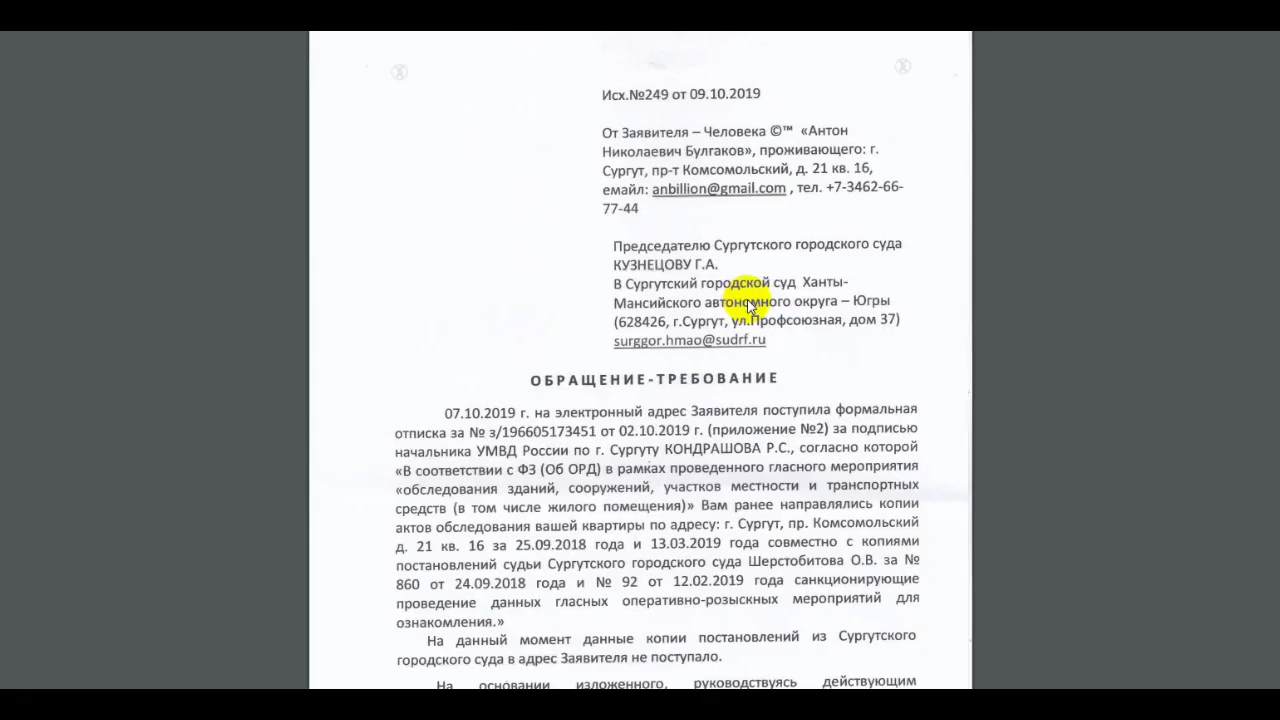 Исх.№249 от 09.10.2019
От Заявителя – Человека ©™ «Антон
Николаевич Булгаков», проживающего: г.
Сургут, пр-т Комсомольский, д. 21 кв. 16,
емайл: anbillion@gmail.com , тел. +7-3462-66-
77-44
Председателю Сургутского городского суда
КУЗНЕЦОВУ Г.А.
В Сургутский городской суд Ханты-
Мансийского автономного округа – Югры
(628426, г.Сургут, ул.Профсоюзная, дом 37)
surggor.hmao@sudrf.ru
ОБРАЩЕНИЕ-ТРЕБОВАНИЕ
07.10.2019 г. на электронный адрес Заявителя поступила формальная
отписка за № з/196605173451 от 02.10.2019 г. (приложение №2) за подписью
начальника УМВД России по г. Сургуту КОНДРАШОВА Р.С., согласно которой
«В соответствии с ФЗ (Об ОРД) в рамках проведенного гласного мероприятия
«обследования зданий, сооружений, участков местности и транспортных
средств (в том числе жилого помещения)» Вам ранее направлялись копии
актов обследования вашей квартиры по адресу: г. Сургут, пр. Комсомольский
д. 21 кв. 16 за 25.09.2018 года и 13.03.2019 года совместно с копиями
постановлений судьи Сургутского городского суда Шерстобитова О.В. за №
860 от 24.09.2018 года и № 92 от 12.02.2019 года санкционирующие
проведение данных гласных оперативно-розыскных мероприятий для
ознакомления.»
На данный момент данные копии постановлений из Сургутского
городского суда в адрес Заявителя не поступало.
На основании изложенного, руководствуясь действующим